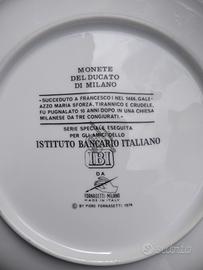 MONETE
DEL DUCATO
DI MILANO
«SUCCEDUTO A FRANCESCO I NEL 1466, GALE-
AZZO MARIA SFORZA, TIRANNICO E CRUDELE,
FU PUGNALATO 10 ANNI DOPO, IN UNA CHIESA
MILANESE DA TRE CONGIURATI.»
SERIE SPECIALE ESEGUITA
PER GLI AMICI DELLO
ISTITUTO BANCARIO ITALIANO
IBI
DA
FORNASETTI-MILANO
MADE IN ITALY
© BY PIERO FORNASETTI 1974
subito.it